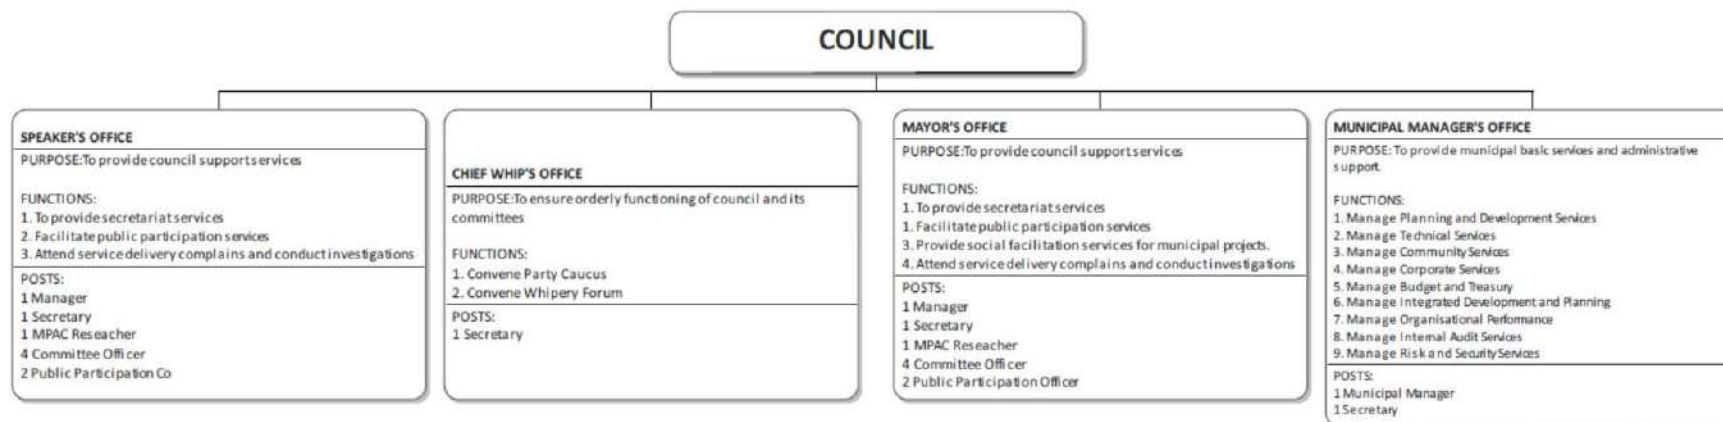 COUNCIL
SPEAKER'S OFFICE
PURPOSE:To provide council support services
FUNCTIONS:
1. To provide secretariat services
2. Facilitate public participation services
3. Attend service delivery complains and conduct investigations
POSTS:
1 Manager
1 Secretary
1 MPAC Reseacher
4 Committee Officer
2 Public Participation Co
CHIEF WHIP'S OFFICE
PURPOSE:To ensure orderly functioning of council and its
committees
FUNCTIONS:
1. Convene Party Caucus
2. Convene Whipery Forum
POSTS:
1 Secretary
MAYOR'S OFFICE
PURPOSE:To provide council support services
FUNCTIONS:
1. To provide secretariat services
1. Facilitate public participation services
3. Provide social facilitation services for municipal projects.
4. Attend service delivery complains and conduct investigations
POSTS:
1 Manager
1 Secretary
1 MPAC Reseacher
4 Committee Officer
2 Public Participation Officer
MUNICIPAL MANAGER'S OFFICE
PURPOSE: To provide municipal basic services and administrative
support.
FUNCTIONS:
1. Manage Planning and Development Services
2. Manage Technical Services
3. Manage Community Services
4. Manage Corporate Services
5. Manage Budget and Treasury
6. Manage Integrated Development and Planning
7. Manage Organisational Performance
8. Manage Internal Audit Services
9. Manage Risk and Security Services
POSTS:
1 Municipal Manager
1 Secretary